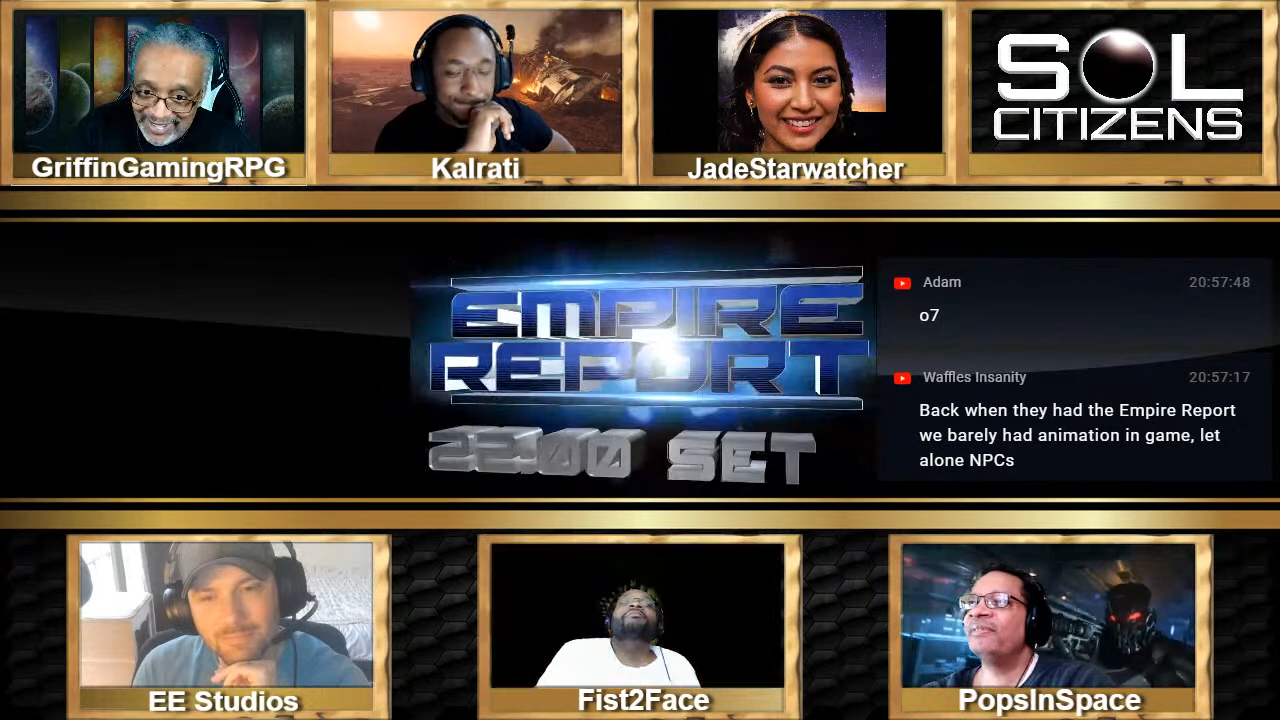 SOL
CITIZENS
GriffinGamingRPG
Kalrati
JadeStarwatcher
EMPIRE
REPORT
22:00 SET
Adam 20:57:48
o7
Waffles Insanity 20:57:17
Back when they had the Empire Report
we barely had animation in game, let
alone NPCs
EE Studios
Fist2Face
PopsInSpace